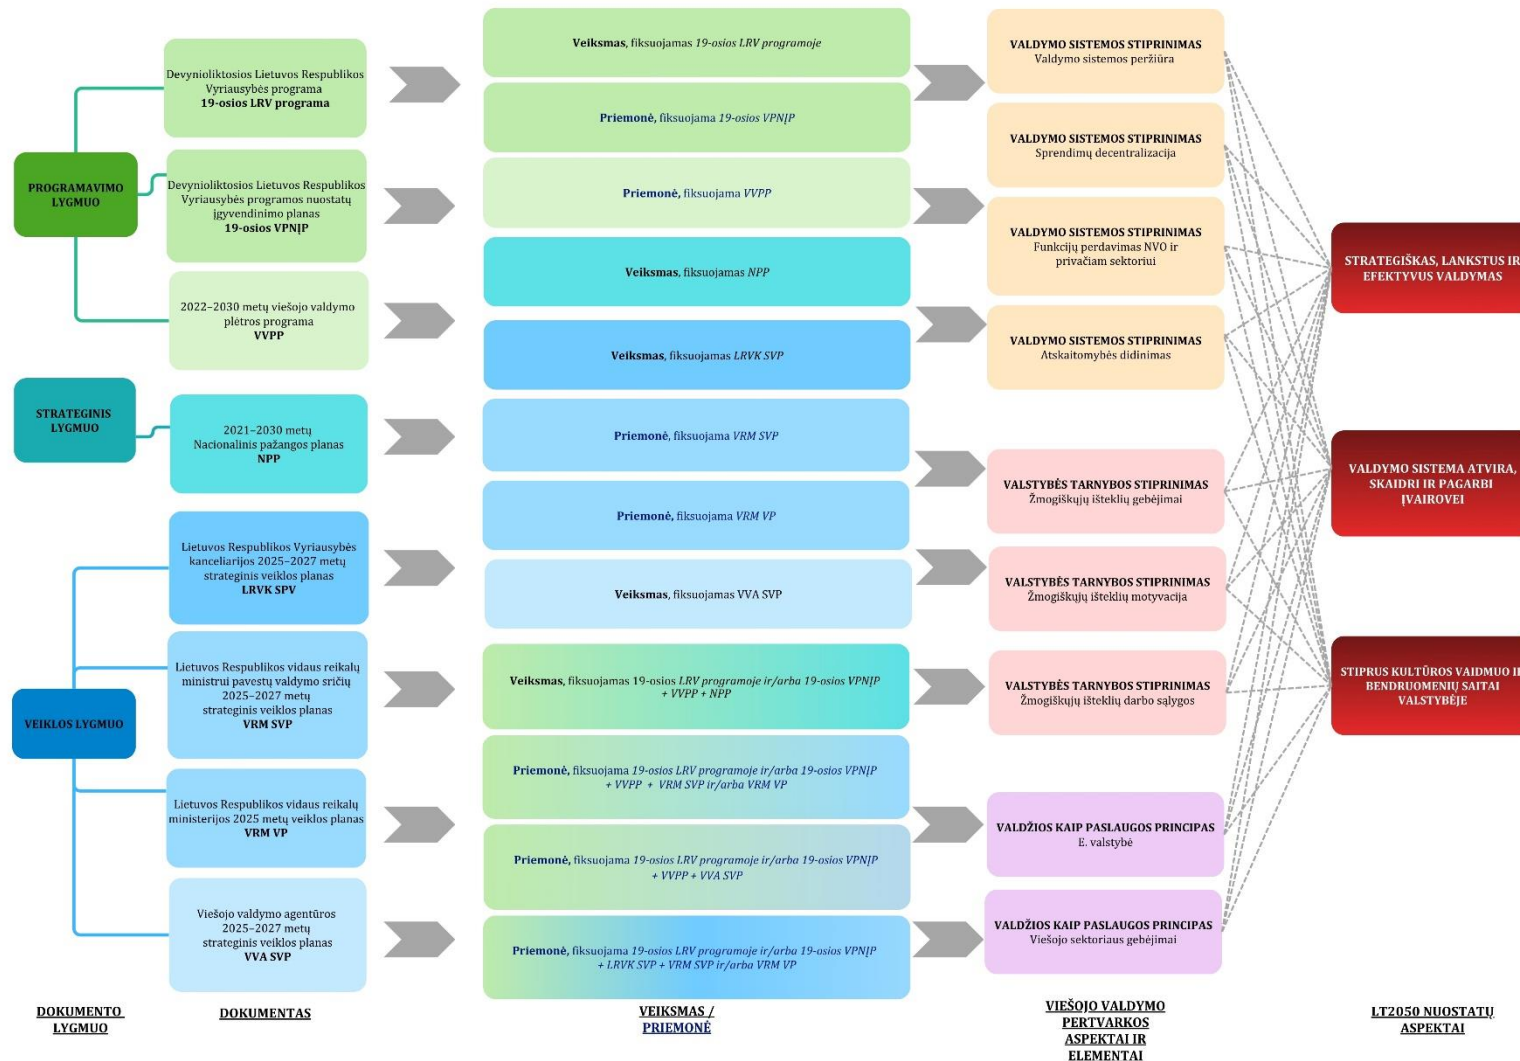 PROGRAMAVIMO
LYGMUO
STRATEGINIS
LYGMUO
VEIKLOS LYGMUO
DOKUMENTO
LYGMUO
Devynioliktosios Lietuvos Respublikos
Vyriausybės programa
19-osios LRV programa
Devynioliktosios Lietuvos Respublikos
Vyriausybės programos nuostatų
įgyvendinimo planas
19-osios VPNĮP
2022–2030 metų viešojo valdymo
plėtros programa
VVPP
2021–2030 metų
Nacionalinis pažangos planas
NPP
Lietuvos Respublikos Vyriausybės
kanceliarijos 2025–2027 metų
strateginis veiklos planas
LRVK SPV
Lietuvos Respublikos vidaus reikalų
ministrui pavestų valdymo sričių
2025–2027 metų
strateginis veiklos planas
VRM SVP
Lietuvos Respublikos vidaus reikalų
ministerijos 2025 metų veiklos planas
VRM VP
Viešojo valdymo agentūros
2025–2027 metų
strateginis veiklos planas
VVA SVP
DOKUMENTAS
Veiksmas, fiksuojamas 19-osios LRV programoje
Priemonė, fiksuojama 19-osios VPNĮP
Priemonė, fiksuojama VVPP
Veiksmas, fiksuojamas NPP
Veiksmas, fiksuojamas LRVK SVP
Priemonė, fiksuojama VRM SVP
Priemonė, fiksuojama VRM VP
Veiksmas, fiksuojamas VVA SVP
Veiksmas, fiksuojamas 19-osios LRV programoje ir/arba 19-osios VPNĮP
+ VVPP + NPP
Priemonė, fiksuojama 19-osios LRV programoje ir/arba 19-osios VPNĮP
+ VVPP + VRM SVP ir/arba VRM VP
Priemonė, fiksuojama 19-osios LRV programoje ir/arba 19-osios VPNĮP
+ VVPP + VVA SVP
Priemonė, fiksuojama 19-osios LRV programoje ir/arba 19-osios VPNĮP
+ LRVK SVP + VRM SVP ir/arba VRM VP
VEIKSMAS /
PRIEMONĖ
VALDYMO SISTEMOS STIPRINIMAS
Valdymo sistemos peržiūra
VALDYMO SISTEMOS STIPRINIMAS
Sprendimų decentralizacija
VALDYMO SISTEMOS STIPRINIMAS
Funkcijų perdavimas NVO ir
privačiam sektoriui
VALDYMO SISTEMOS STIPRINIMAS
Atskaitomybės didinimas
VALSTYBĖS TARNYBOS STIPRINIMAS
Žmogiškųjų išteklių gebėjimai
VALSTYBĖS TARNYBOS STIPRINIMAS
Žmogiškųjų išteklių motyvacija
VALSTYBĖS TARNYBOS STIPRINIMAS
Žmogiškųjų išteklių darbo sąlygos
VALDŽIOS KAIP PASLAUGOS PRINCIPAS
E. valstybė
VALDŽIOS KAIP PASLAUGOS PRINCIPAS
Viešojo sektoriaus gebėjimai
VIEŠOJO VALDYMO
PERTVARKOS
ASPEKTAI IR
ELEMENTAI
STRATEGIŠKAS, LANKSTUS IR
EFEKTYVUS VALDYMAS
VALDYMO SISTEMA ATVIRA,
SKAIDRI IR PAGARBI
ĮVAIROVEI
STIPRUS KULTŪROS VAIDMUO IR
BENDRUOMENIŲ SAITAI
VALSTYBĖJE
LT2050 NUOSTATŲ
ASPEKTAI